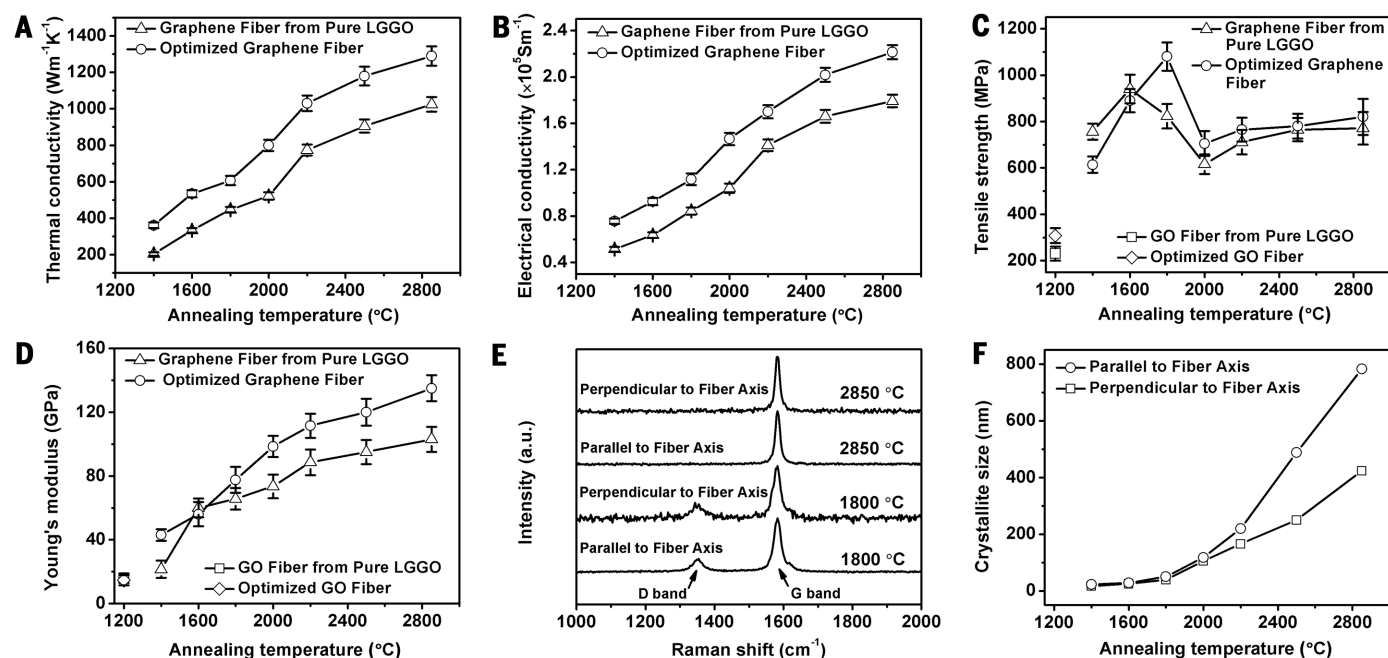 A
Graphene Fiber from Pure LGGO
Optimized Graphene Fiber
Thermal conductivity (Wm⁻¹K⁻¹)
1400
1200
1000
800
600
400
200
1200 1600 2000 2400 2800
Annealing temperature (°C)
B
Gaphene Fiber from Pure LGGO
Optimized Graphene Fiber
Electrical conductivity (×10⁵Sm⁻¹)
2.4
2.0
1.6
1.2
0.8
0.4
1200 1600 2000 2400 2800
Annealing temperature (°C)
C
Graphene Fiber from
Pure LGGO
Optimized Graphene
Fiber
GO Fiber from Pure LGGO
Optimized GO Fiber
Tensile strength (MPa)
1200
1000
800
600
400
200
1200 1600 2000 2400 2800
Annealing temperature (°C)
D
Graphene Fiber from Pure LGGO
Optimized Graphene Fiber
GO Fiber from Pure LGGO
Optimized GO Fiber
Young's modulus (GPa)
160
120
80
40
0
1200 1600 2000 2400 2800
Annealing temperature (°C)
E
Perpendicular to Fiber Axis 2850 °C
Parallel to Fiber Axis 2850 °C
Perpendicular to Fiber Axis 1800 °C
Parallel to Fiber Axis 1800 °C
D band G band
Intensity (a.u.)
1000 1200 1400 1600 1800 2000
Raman shift (cm⁻¹)
F
Parallel to Fiber Axis
Perpendicular to Fiber Axis
Crystallite size (nm)
800
600
400
200
0
1200 1600 2000 2400 2800
Annealing temperature (°C)